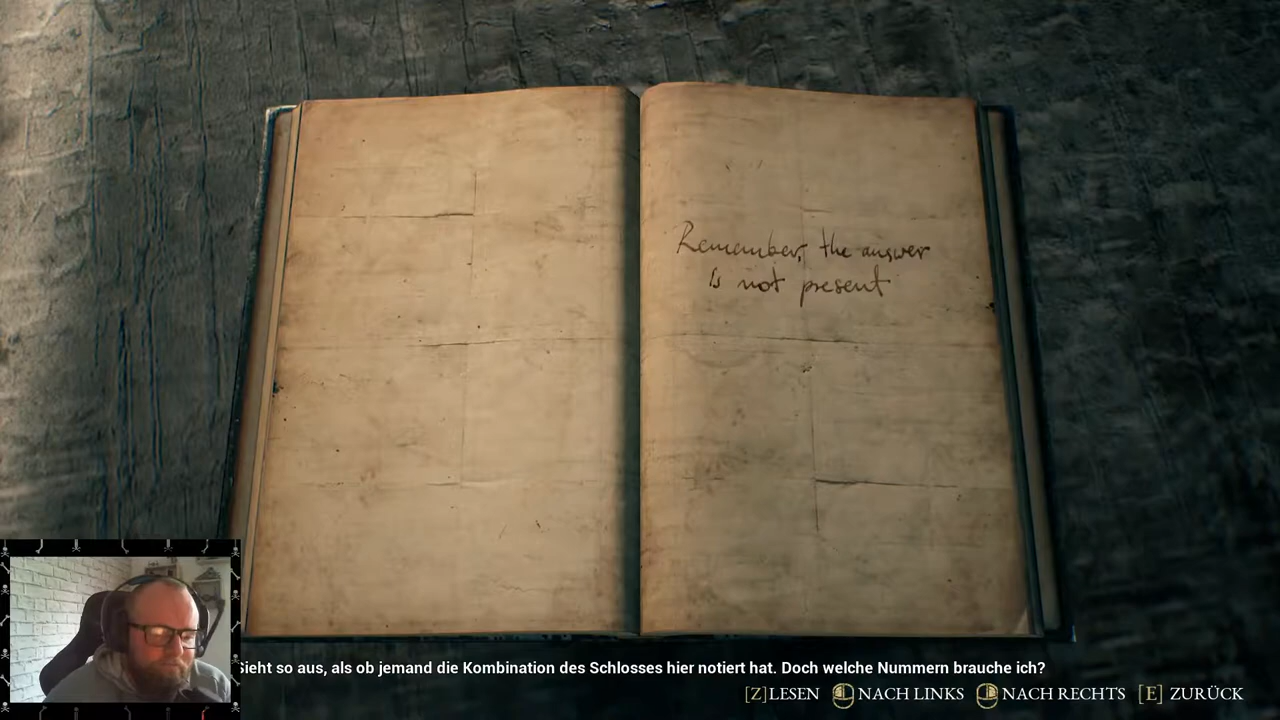 Remember, the answer
is not present
Sieht so aus, als ob jemand die Kombination des Schlosses hier notiert hat. Doch welche Nummern brauche ich?
[Z] LESEN NACH LINKS NACH RECHTS [E] ZURÜCK